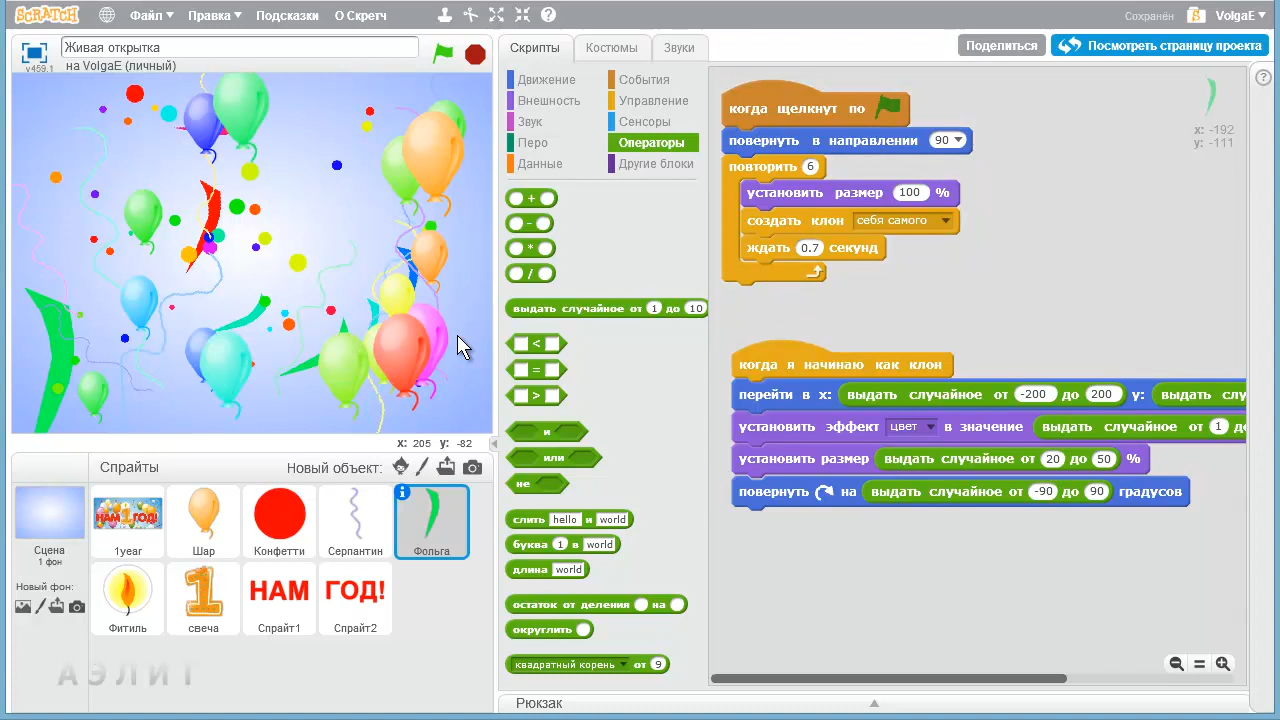 SCRATCH Файл Правка Подсказки О Скретч Сохранён VolgaE
Живая открытка
на VolgaE (личный)
v459.1
Скрипты Костюмы Звуки
Поделиться Посмотреть страницу проекта
Движение События
Внешность Управление
Звук Сенсоры
Перо Операторы
Данные Другие блоки
+
-
*
/
выдать случайное от 1 до 10
<
=
>
и
или
не
слить hello и world
буква 1 в world
длина world
остаток от деления на
округлить
квадратный корень от 9
когда щелкнут по
повернуть в направлении 90
повторить 6
установить размер 100 %
создать клон себя самого
ждать 0.7 секунд
когда я начинаю как клон
перейти в x: выдать случайное от -200 до 200 y: выдать слу
установить эффект цвет в значение выдать случайное от 1 до
установить размер выдать случайное от 20 до 50 %
повернуть на выдать случайное от -90 до 90 градусов
x: -192
y: -111
x: 205 y: -82
Спрайты Новый объект:
Сцена
1 фон
Новый фон:
НАМ 1 ГОД!
1year Шар Конфетти Серпантин Фольга
1 НАМ ГОД!
Фитиль свеча Спрайт1 Спрайт2
АЭЛИТ
Рюкзак